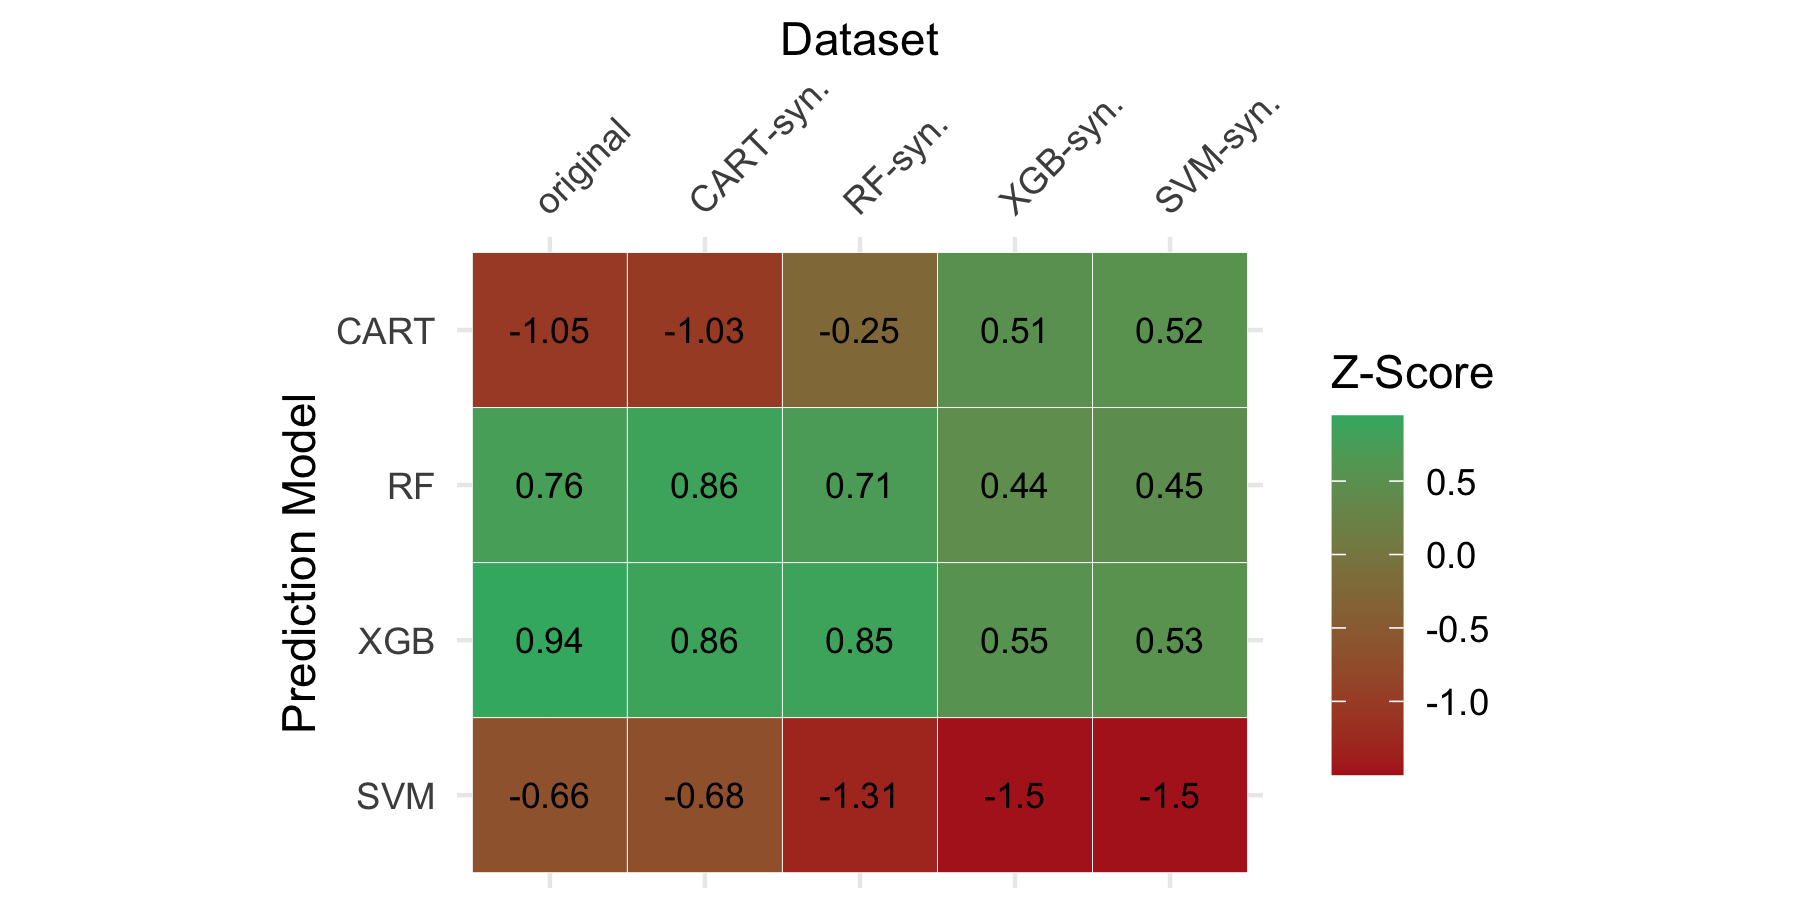 Dataset
original CART-syn. RF-syn. XGB-syn. SVM-syn.
Prediction Model
CART -1.05 -1.03 -0.25 0.51 0.52
RF 0.76 0.86 0.71 0.44 0.45
XGB 0.94 0.86 0.85 0.55 0.53
SVM -0.66 -0.68 -1.31 -1.5 -1.5
Z-Score
0.5
0.0
-0.5
-1.0